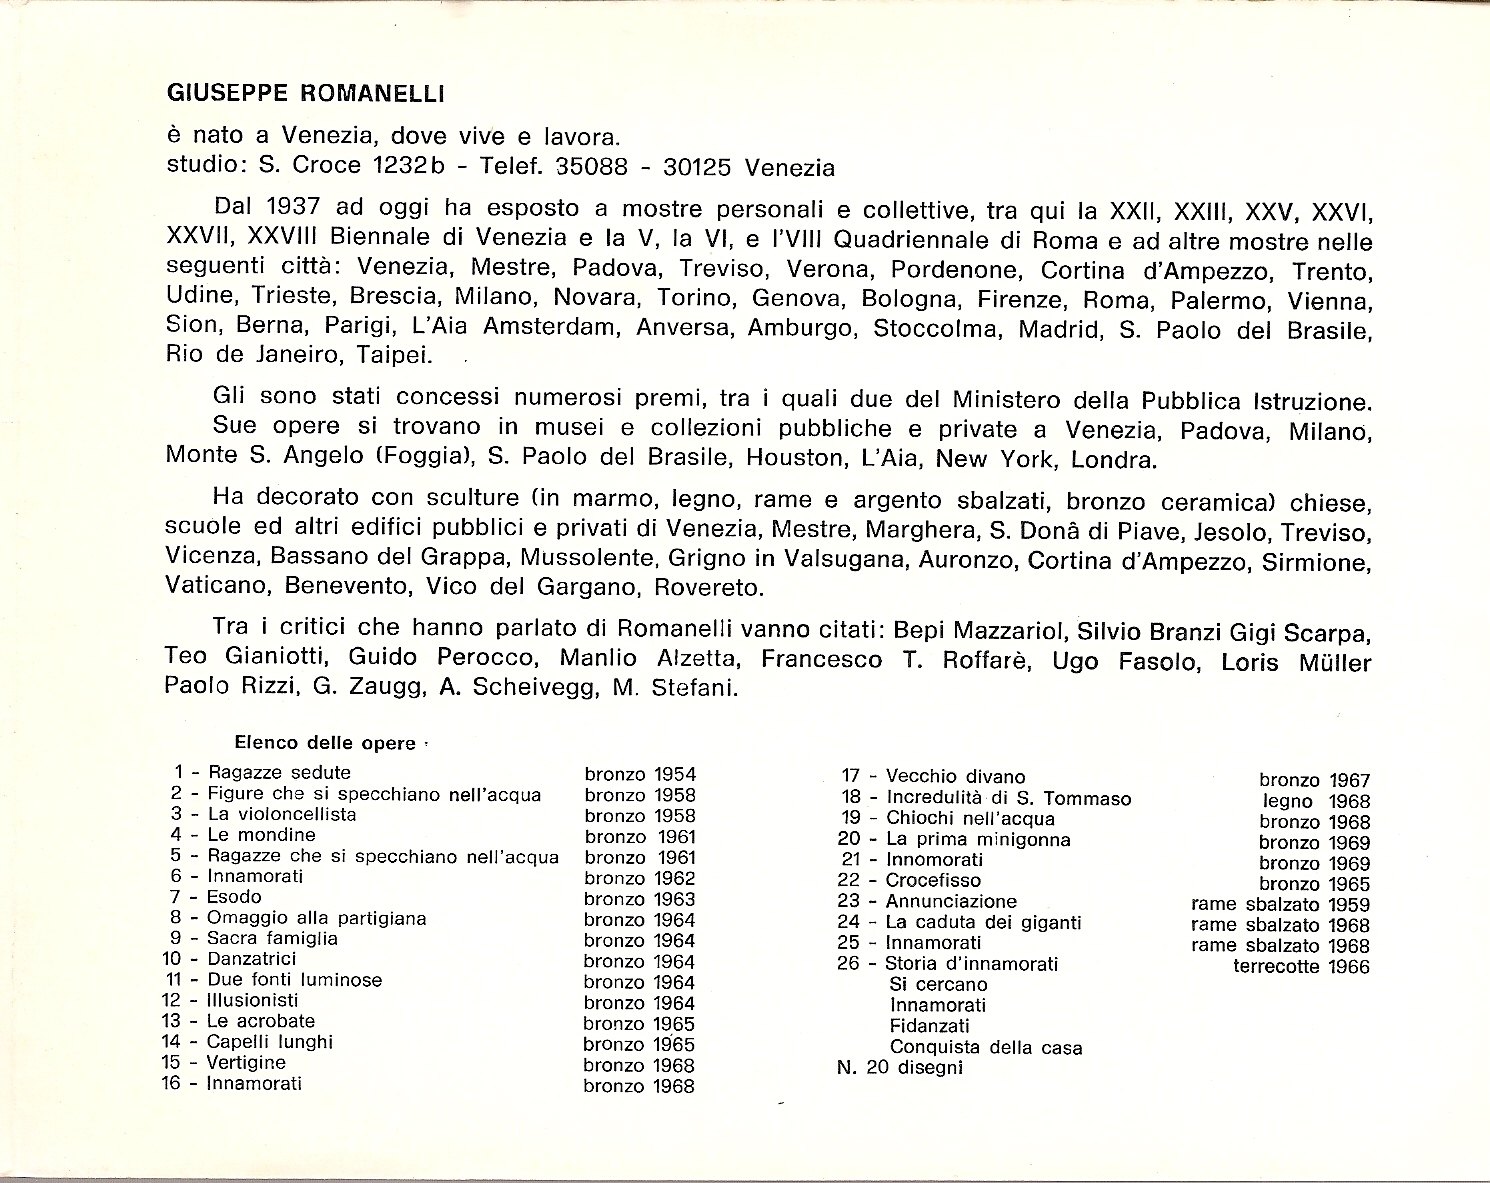 GIUSEPPE ROMANELLI
è nato a Venezia, dove vive e lavora.
studio: S. Croce 1232b - Telef. 35088 - 30125 Venezia
Dal 1937 ad oggi ha esposto a mostre personali e collettive, tra qui la XXII, XXIII, XXV, XXVI,
XXVII, XXVIII Biennale di Venezia e la V, la VI, e l'VIII Quadriennale di Roma e ad altre mostre nelle
seguenti città: Venezia, Mestre, Padova, Treviso, Verona, Pordenone, Cortina d'Ampezzo, Trento,
Udine, Trieste, Brescia, Milano, Novara, Torino, Genova, Bologna, Firenze, Roma, Palermo, Vienna,
Sion, Berna, Parigi, L'Aia Amsterdam, Anversa, Amburgo, Stoccolma, Madrid, S. Paolo del Brasile,
Rio de Janeiro, Taipei.
Gli sono stati concessi numerosi premi, tra i quali due del Ministero della Pubblica Istruzione.
Sue opere si trovano in musei e collezioni pubbliche e private a Venezia, Padova, Milano,
Monte S. Angelo (Foggia), S. Paolo del Brasile, Houston, L'Aia, New York, Londra.
Ha decorato con sculture (in marmo, legno, rame e argento sbalzati, bronzo ceramica) chiese,
scuole ed altri edifici pubblici e privati di Venezia, Mestre, Marghera, S. Donâ di Piave, Jesolo, Treviso,
Vicenza, Bassano del Grappa, Mussolente, Grigno in Valsugana, Auronzo, Cortina d'Ampezzo, Sirmione,
Vaticano, Benevento, Vico del Gargano, Rovereto.
Tra i critici che hanno parlato di Romanelli vanno citati: Bepi Mazzariol, Silvio Branzi Gigi Scarpa,
Teo Gianiotti, Guido Perocco, Manlio Alzetta, Francesco T. Roffarè, Ugo Fasolo, Loris Müller
Paolo Rizzi, G. Zaugg, A. Scheivegg, M. Stefani.
Elenco delle opere
1 - Ragazze sedute bronzo 1954
2 - Figure che si specchiano nell'acqua bronzo 1958
3 - La violoncellista bronzo 1958
4 - Le mondine bronzo 1961
5 - Ragazze che si specchiano nell'acqua bronzo 1961
6 - Innamorati bronzo 1962
7 - Esodo bronzo 1963
8 - Omaggio alla partigiana bronzo 1964
9 - Sacra famiglia bronzo 1964
10 - Danzatrici bronzo 1964
11 - Due fonti luminose bronzo 1964
12 - Illusionisti bronzo 1964
13 - Le acrobate bronzo 1965
14 - Capelli lunghi bronzo 1965
15 - Vertigine bronzo 1968
16 - Innamorati bronzo 1968
17 - Vecchio divano bronzo 1967
18 - Incredulità di S. Tommaso legno 1968
19 - Chiochi nell'acqua bronzo 1968
20 - La prima minigonna bronzo 1969
21 - Innomorati bronzo 1969
22 - Crocefisso bronzo 1965
23 - Annunciazione rame sbalzato 1959
24 - La caduta dei giganti rame sbalzato 1968
25 - Innamorati rame sbalzato 1968
26 - Storia d'innamorati terrecotte 1966
Si cercano
Innamorati
Fidanzati
Conquista della casa
N. 20 disegni